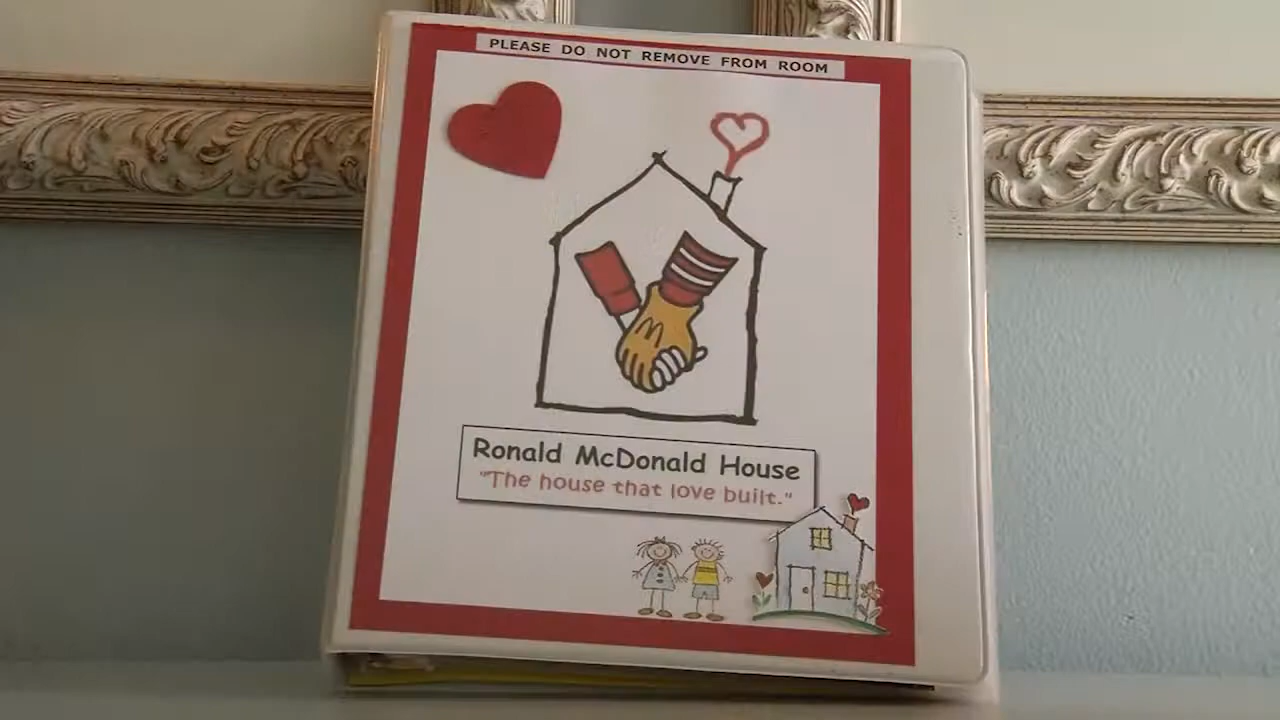 PLEASE DO NOT REMOVE FROM ROOM
Ronald McDonald House
"The house that love built."